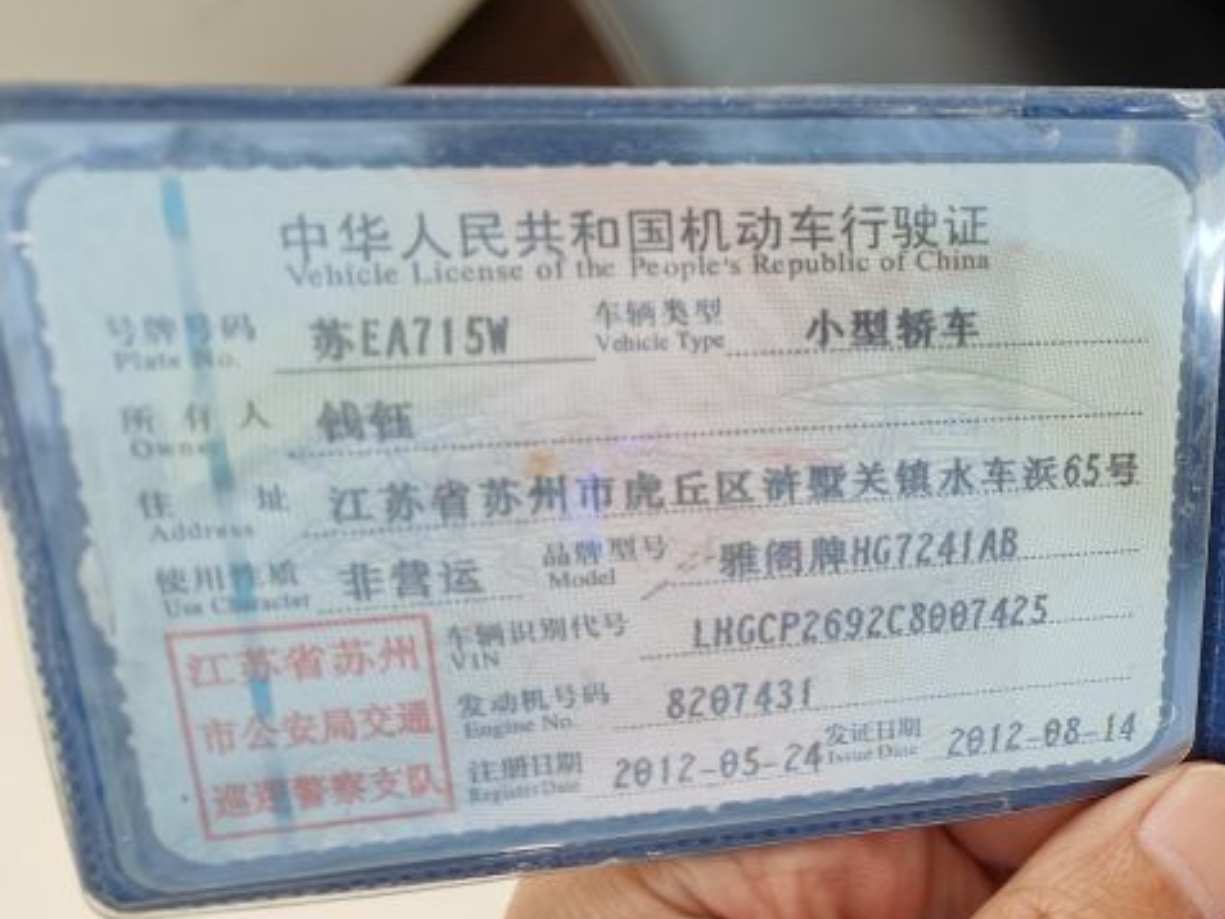 中华人民共和国机动车行驶证
Vehicle License of the People's Republic of China
号牌号码 苏EA715W 车辆类型 小型轿车
Plate No. Vehicle Type
所有人 钱钰
Owner
住址 江苏省苏州市虎丘区浒墅关镇水车浜65号
Address
使用性质 非营运 品牌型号 雅阁牌HG7241AB
Use Character Model
车辆识别代号 LHGCP2692C8007425
VIN
发动机号码 8207431
Engine No.
注册日期 2012-05-24 发证日期 2012-08-14
Register Date Issue Date
江苏省苏州
市公安局交通
巡逻警察支队